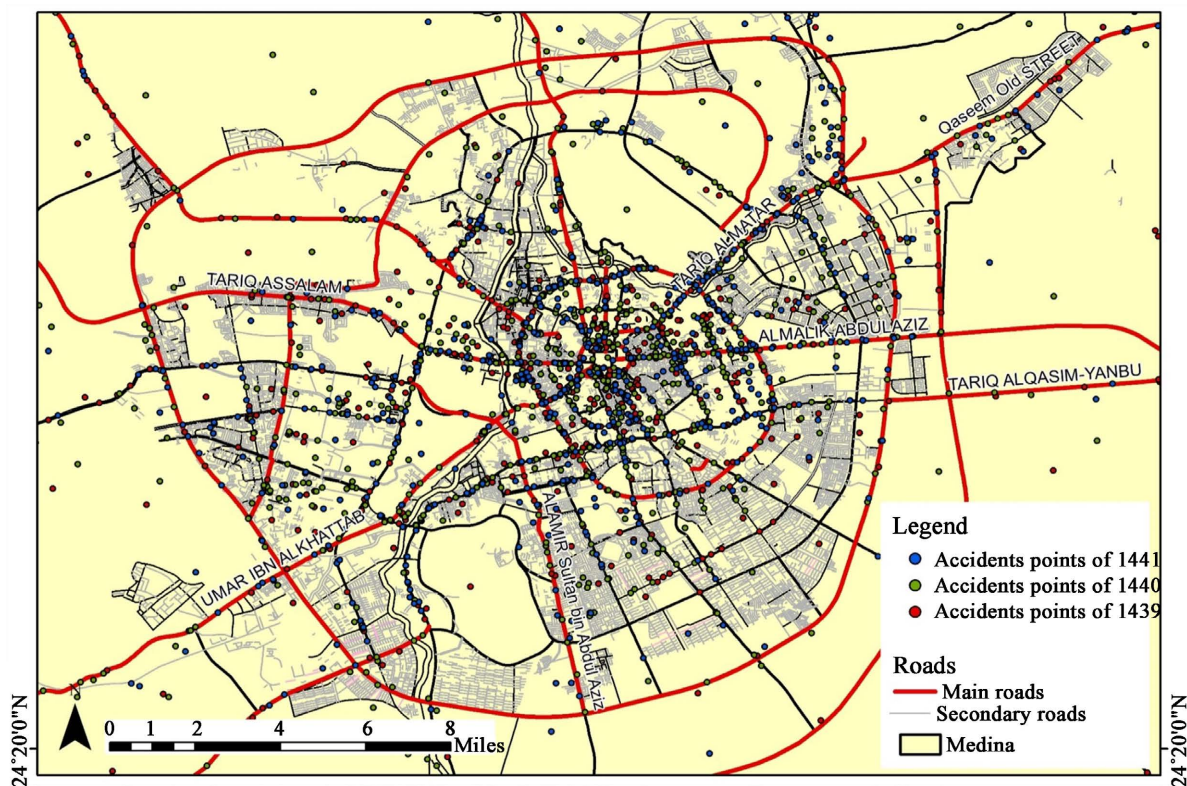 Qaseem Old STREET
TARIQ ALMATAR
TARIQ ASSALAM
ALMALIK ABDULAZIZ
TARIQ ALQASIM-YANBU
UMAR IBN ALKHATTAB
ALAMIR Sultan bin Abdul Aziz
Legend
Accidents points of 1441
Accidents points of 1440
Accidents points of 1439
Roads
Main roads
Secondary roads
Medina
N
0 1 2 4 6 8
Miles
24°20'0"N
24°20'0"N